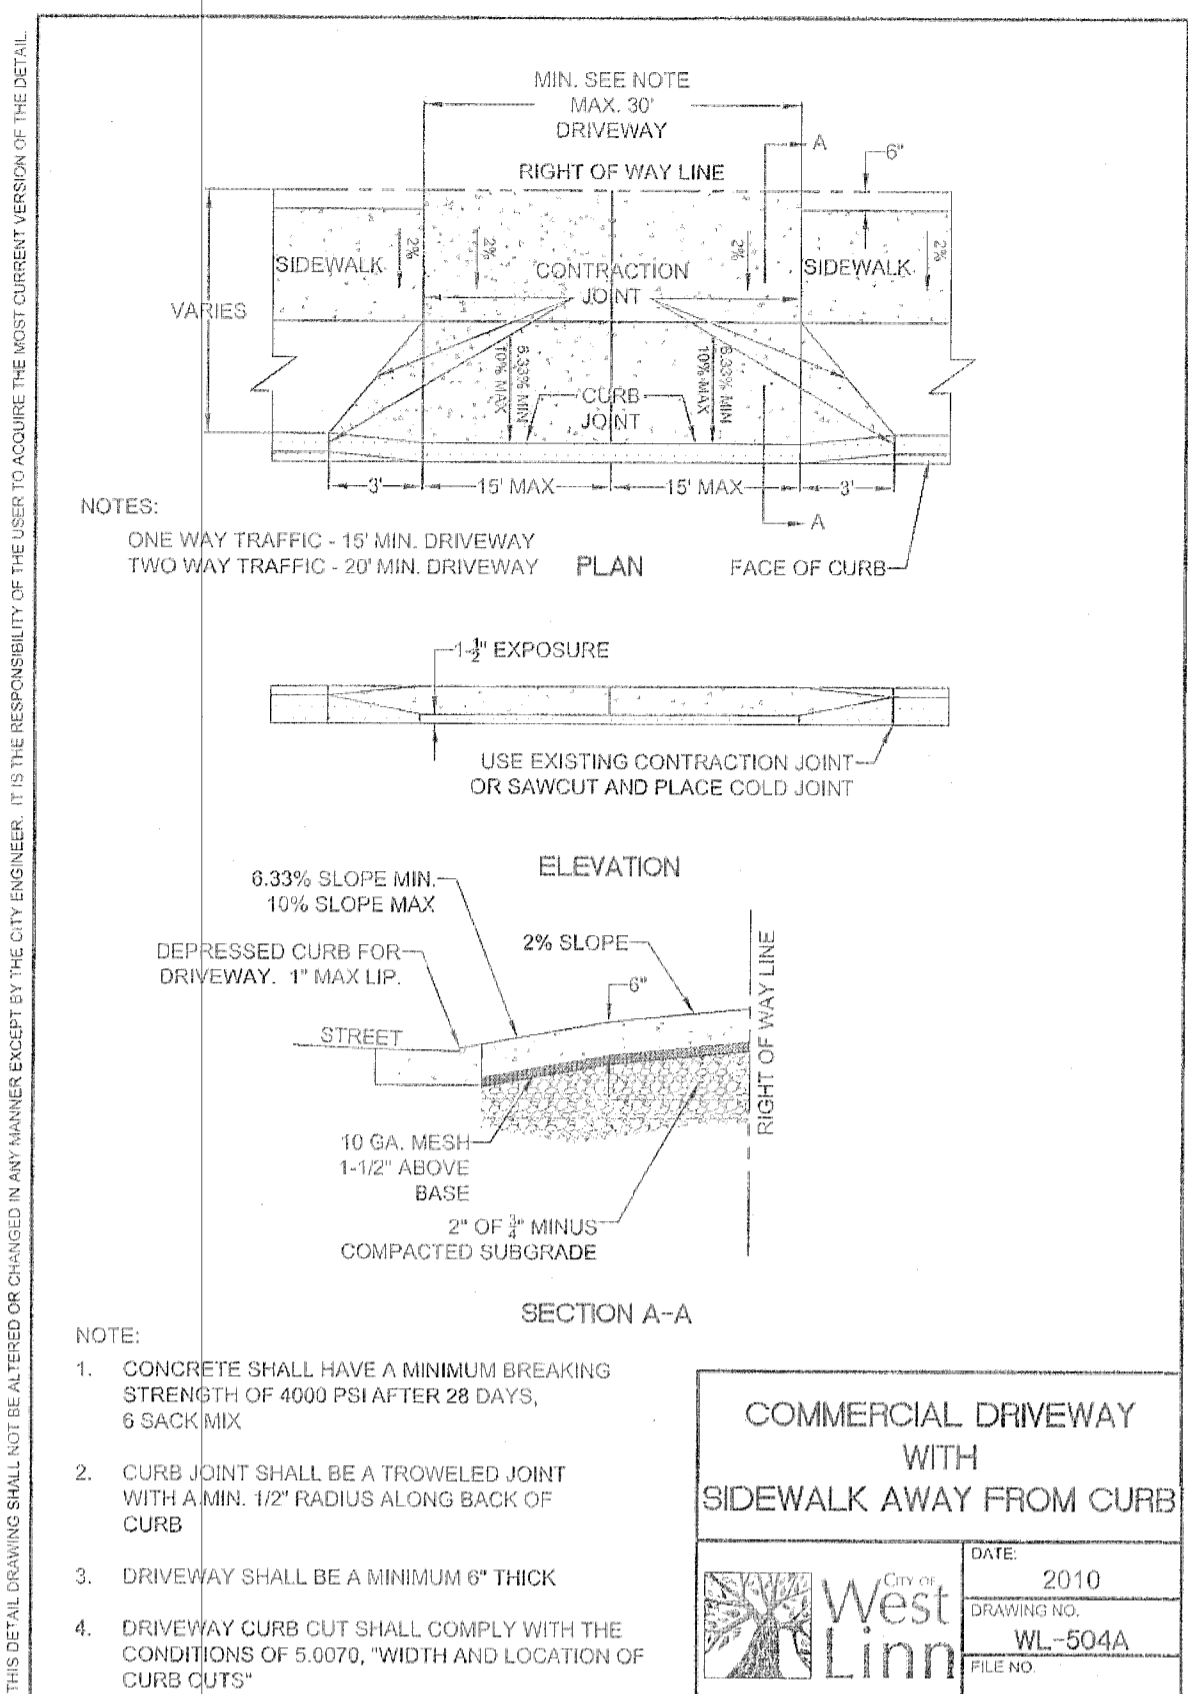 THIS DETAIL DRAWING SHALL NOT BE ALTERED OR CHANGED IN ANY MANNER EXCEPT BY THE CITY ENGINEER. IT IS THE RESPONSIBILITY OF THE USER TO ACQUIRE THE MOST CURRENT VERSION OF THE DETAIL.
MIN. SEE NOTE
MAX. 30'
DRIVEWAY
A
6"
RIGHT OF WAY LINE
2%
2%
2%
2%
SIDEWALK
CONTRACTION
JOINT
SIDEWALK
VARIES
6.33% MIN
10% MAX
6.33% MIN
10% MAX
CURB
JOINT
3'
15' MAX
15' MAX
3'
A
NOTES:
ONE WAY TRAFFIC - 15' MIN. DRIVEWAY
TWO WAY TRAFFIC - 20' MIN. DRIVEWAY
PLAN
FACE OF CURB
1-1/2" EXPOSURE
USE EXISTING CONTRACTION JOINT
OR SAWCUT AND PLACE COLD JOINT
ELEVATION
6.33% SLOPE MIN.
10% SLOPE MAX
DEPRESSED CURB FOR
DRIVEWAY. 1" MAX LIP.
2% SLOPE
6"
STREET
RIGHT OF WAY LINE
10 GA. MESH
1-1/2" ABOVE
BASE
2" OF 3/4" MINUS
COMPACTED SUBGRADE
SECTION A-A
NOTE:
1. CONCRETE SHALL HAVE A MINIMUM BREAKING
STRENGTH OF 4000 PSI AFTER 28 DAYS,
6 SACK MIX
2. CURB JOINT SHALL BE A TROWELED JOINT
WITH A MIN. 1/2" RADIUS ALONG BACK OF
CURB
3. DRIVEWAY SHALL BE A MINIMUM 6" THICK
4. DRIVEWAY CURB CUT SHALL COMPLY WITH THE
CONDITIONS OF 5.0070, "WIDTH AND LOCATION OF
CURB CUTS"
COMMERCIAL DRIVEWAY
WITH
SIDEWALK AWAY FROM CURB
CITY OF
West
Linn
DATE:
2010
DRAWING NO.
WL-504A
FILE NO.